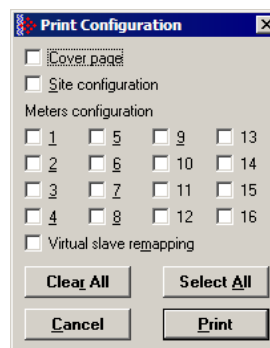 Print Configuration
Cover page
Site configuration
Meters configuration
1 5 9 13
2 6 10 14
3 7 11 15
4 8 12 16
Virtual slave remapping
Clear All Select All
Cancel Print